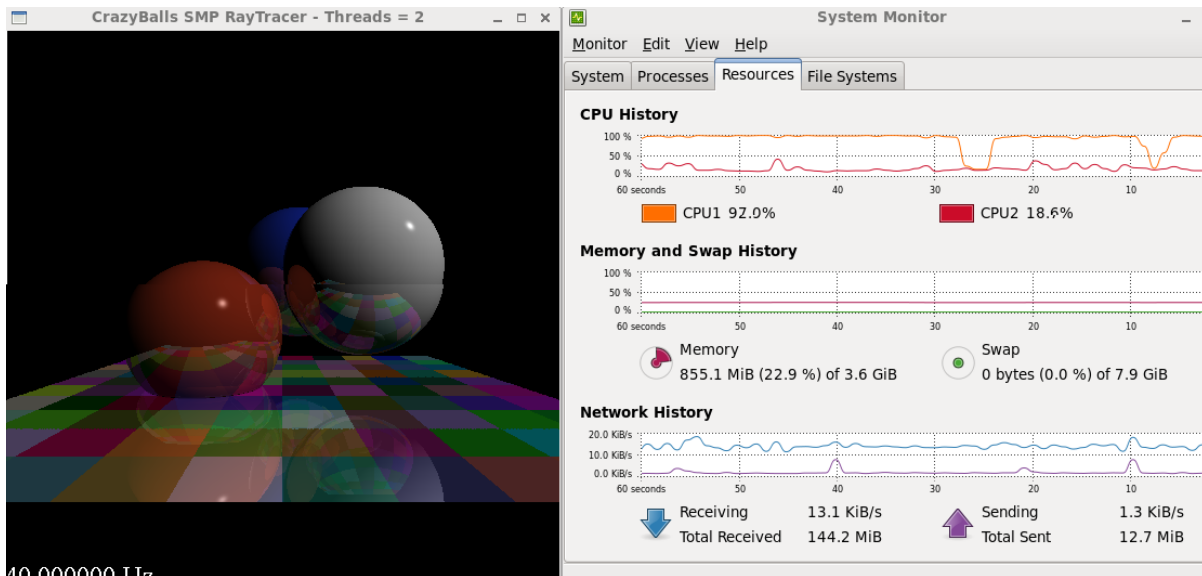 CrazyBalls SMP RayTracer - Threads = 2
40.000000 Hz
System Monitor
Monitor Edit View Help
System Processes Resources File Systems
CPU History
100 %
50 %
0 %
60 seconds 50 40 30 20 10
CPU1 92.0% CPU2 18.6%
Memory and Swap History
100 %
50 %
0 %
60 seconds 50 40 30 20 10
Memory Swap
855.1 MiB (22.9 %) of 3.6 GiB 0 bytes (0.0 %) of 7.9 GiB
Network History
20.0 KiB/s
10.0 KiB/s
0.0 KiB/s
60 seconds 50 40 30 20 10
Receiving 13.1 KiB/s Sending 1.3 KiB/s
Total Received 144.2 MiB Total Sent 12.7 MiB